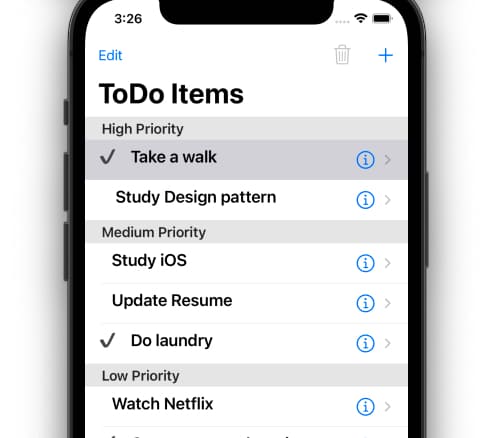 3:26
Edit
ToDo Items
High Priority
Take a walk
Study Design pattern
Medium Priority
Study iOS
Update Resume
Do laundry
Low Priority
Watch Netflix